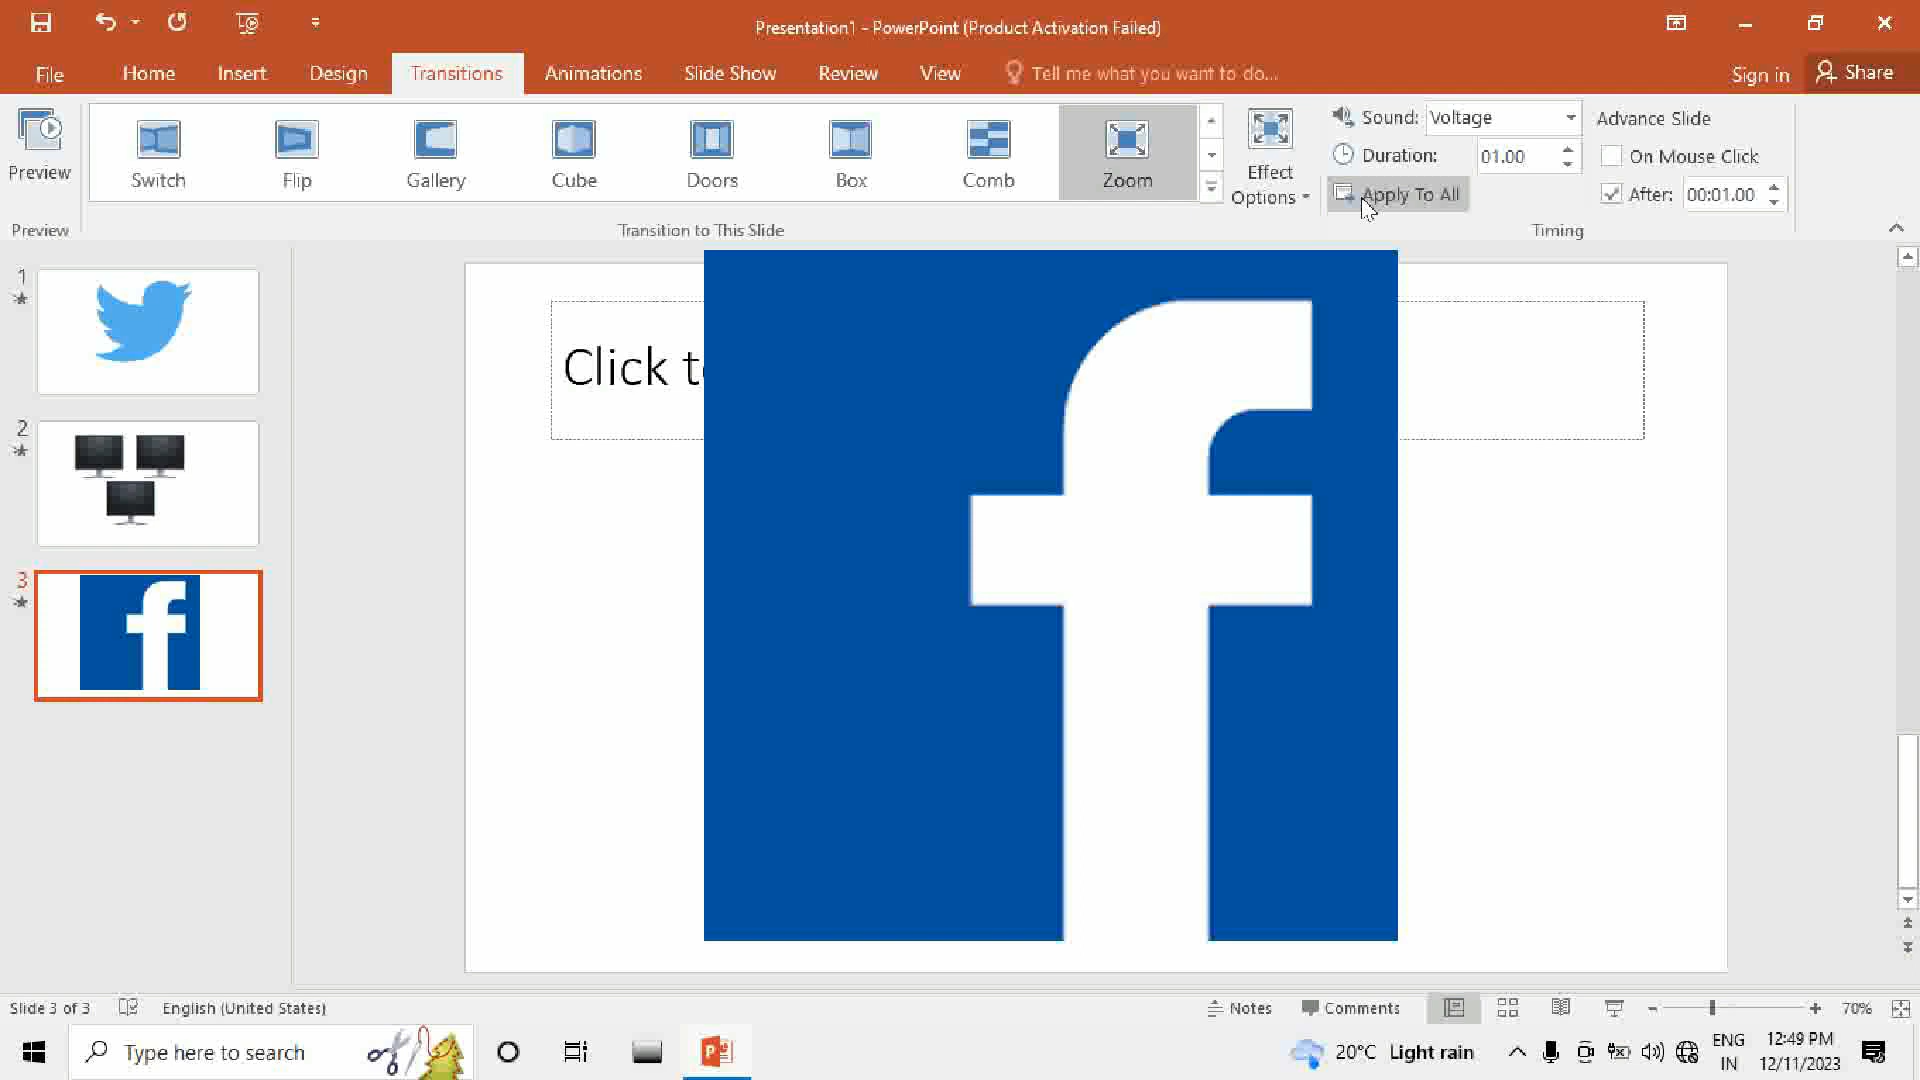 Presentation1 - PowerPoint (Product Activation Failed)
File Home Insert Design Transitions Animations Slide Show Review View Tell me what you want to do... Sign in Share
Preview
Switch Flip Gallery Cube Doors Box Comb Zoom
Effect Options
Sound: Voltage
Duration: 01.00
Apply To All
Advance Slide
On Mouse Click
After: 00:01.00
Preview Transition to This Slide Timing
1
2
3
Click
Slide 3 of 3 English (United States) Notes Comments 70%
Type here to search
20°C Light rain
ENG
IN
12:49 PM
12/11/2023